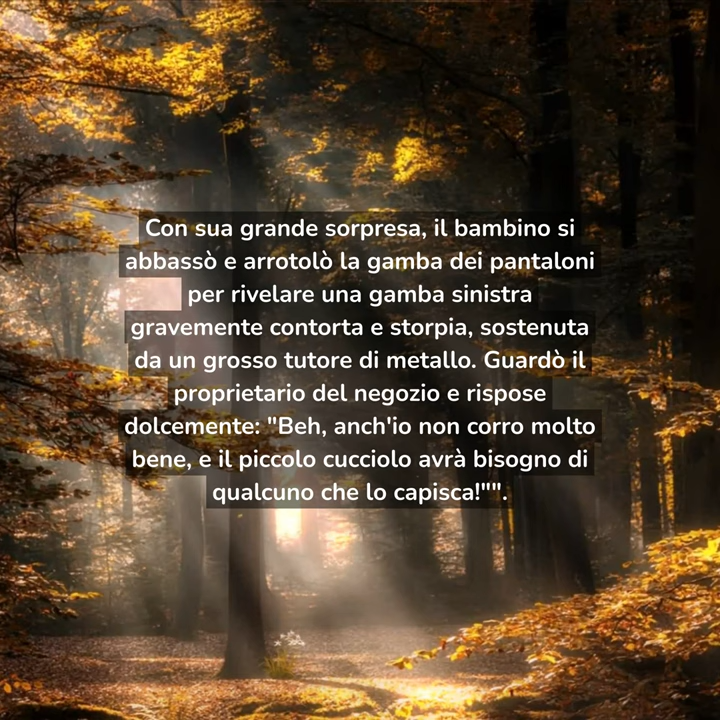 Con sua grande sorpresa, il bambino si
abbassò e arrotolò la gamba dei pantaloni
per rivelare una gamba sinistra
gravemente contorta e storpia, sostenuta
da un grosso tutore di metallo. Guardò il
proprietario del negozio e rispose
dolcemente: "Beh, anch'io non corro molto
bene, e il piccolo cucciolo avrà bisogno di
qualcuno che lo capisca!"".